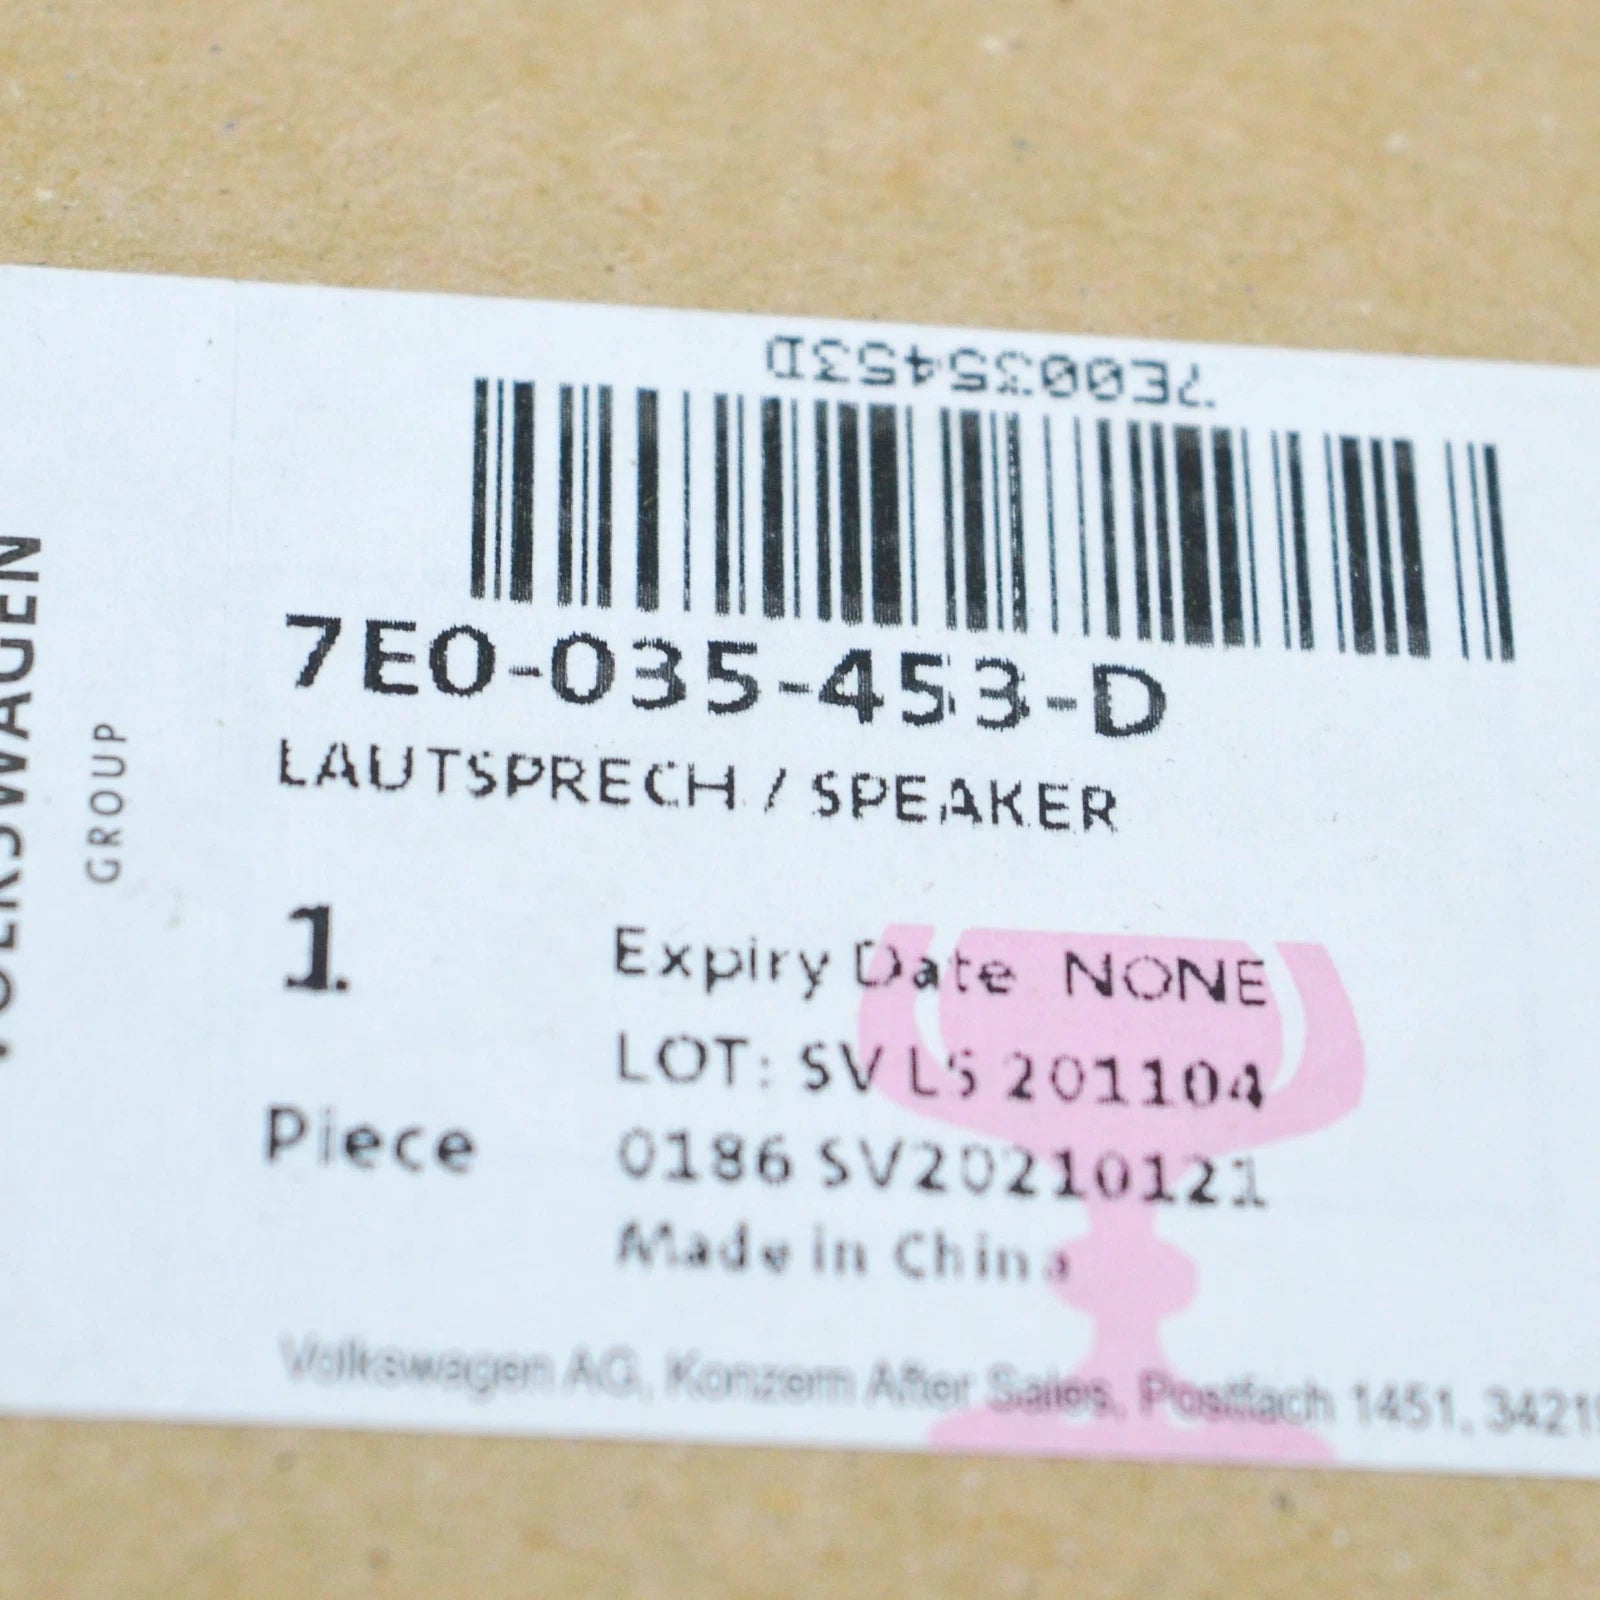 7E0035453D
7E0-035-453-D
LAUTSPRECH / SPEAKER
1
Piece
Expiry Date NONE
LOT: SV LS 201104
0186 SV20210121
Made in China
Volkswagen AG, Konzern After Sales, Postfach 1451, 34219
VOLKSWAGEN
GROUP